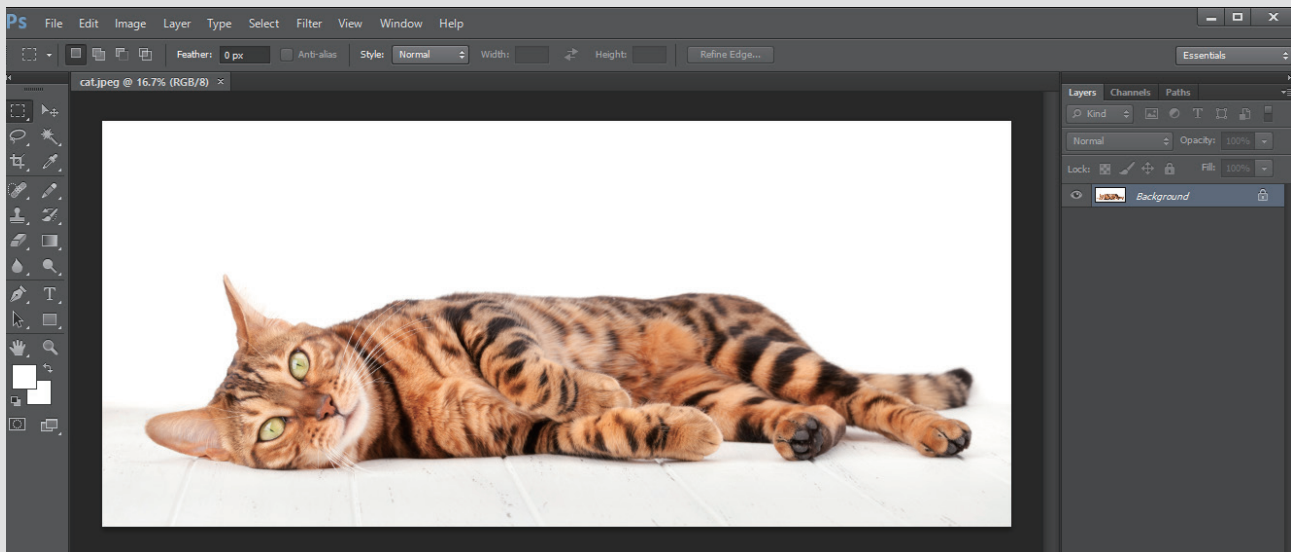 Ps File Edit Image Layer Type Select Filter View Window Help
Feather: 0 px Anti-alias Style: Normal Width: Height: Refine Edge... Essentials
cat.jpeg @ 16.7% (RGB/8) ×
Layers Channels Paths
Kind T
Normal Opacity: 100%
Lock: Fill: 100%
Background
T